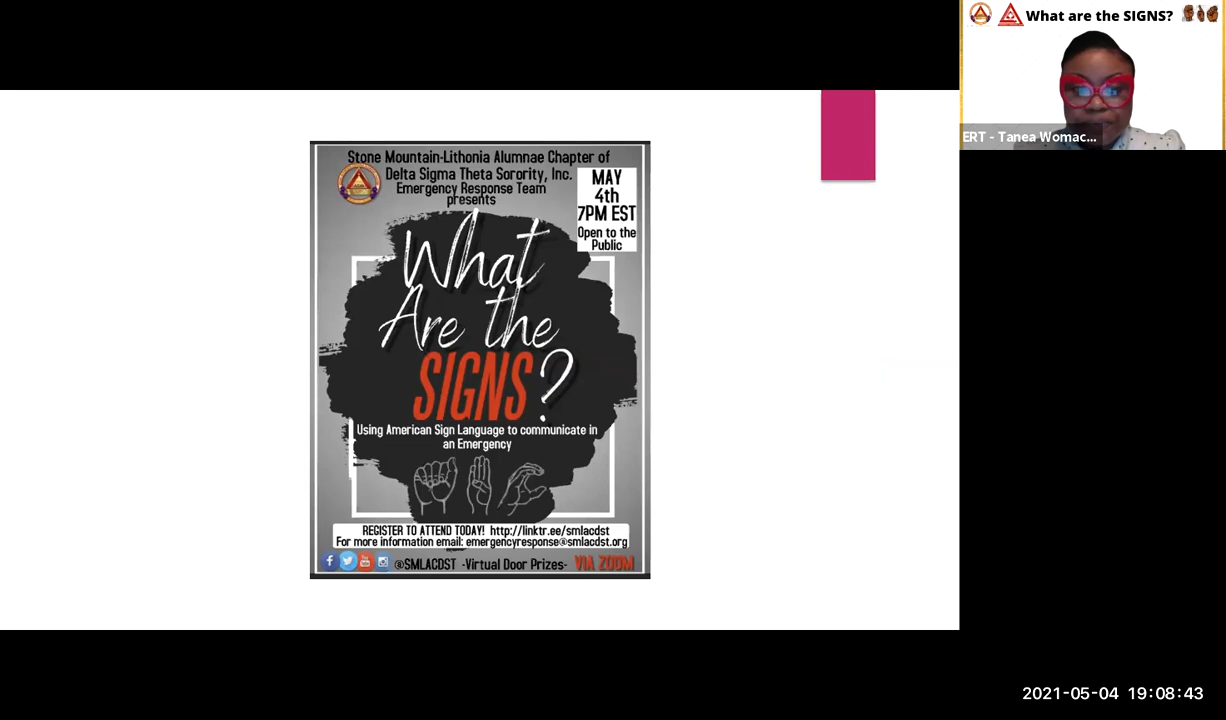 Stone Mountain-Lithonia Alumnae Chapter of
Delta Sigma Theta Sorority, Inc.
Emergency Response Team
presents
MAY
4th
7PM EST
Open to the
Public
What
Are the
SIGNS?
Using American Sign Language to communicate in
an Emergency
REGISTER TO ATTEND TODAY! http://linktr.ee/smlacdst
For more information email: emergencyresponse@smlacdst.org
@SMLACDST -Virtual Door Prizes- VIA ZOOM
What are the SIGNS?
ERT - Tanea Womac...
2021-05-04 19:08:43